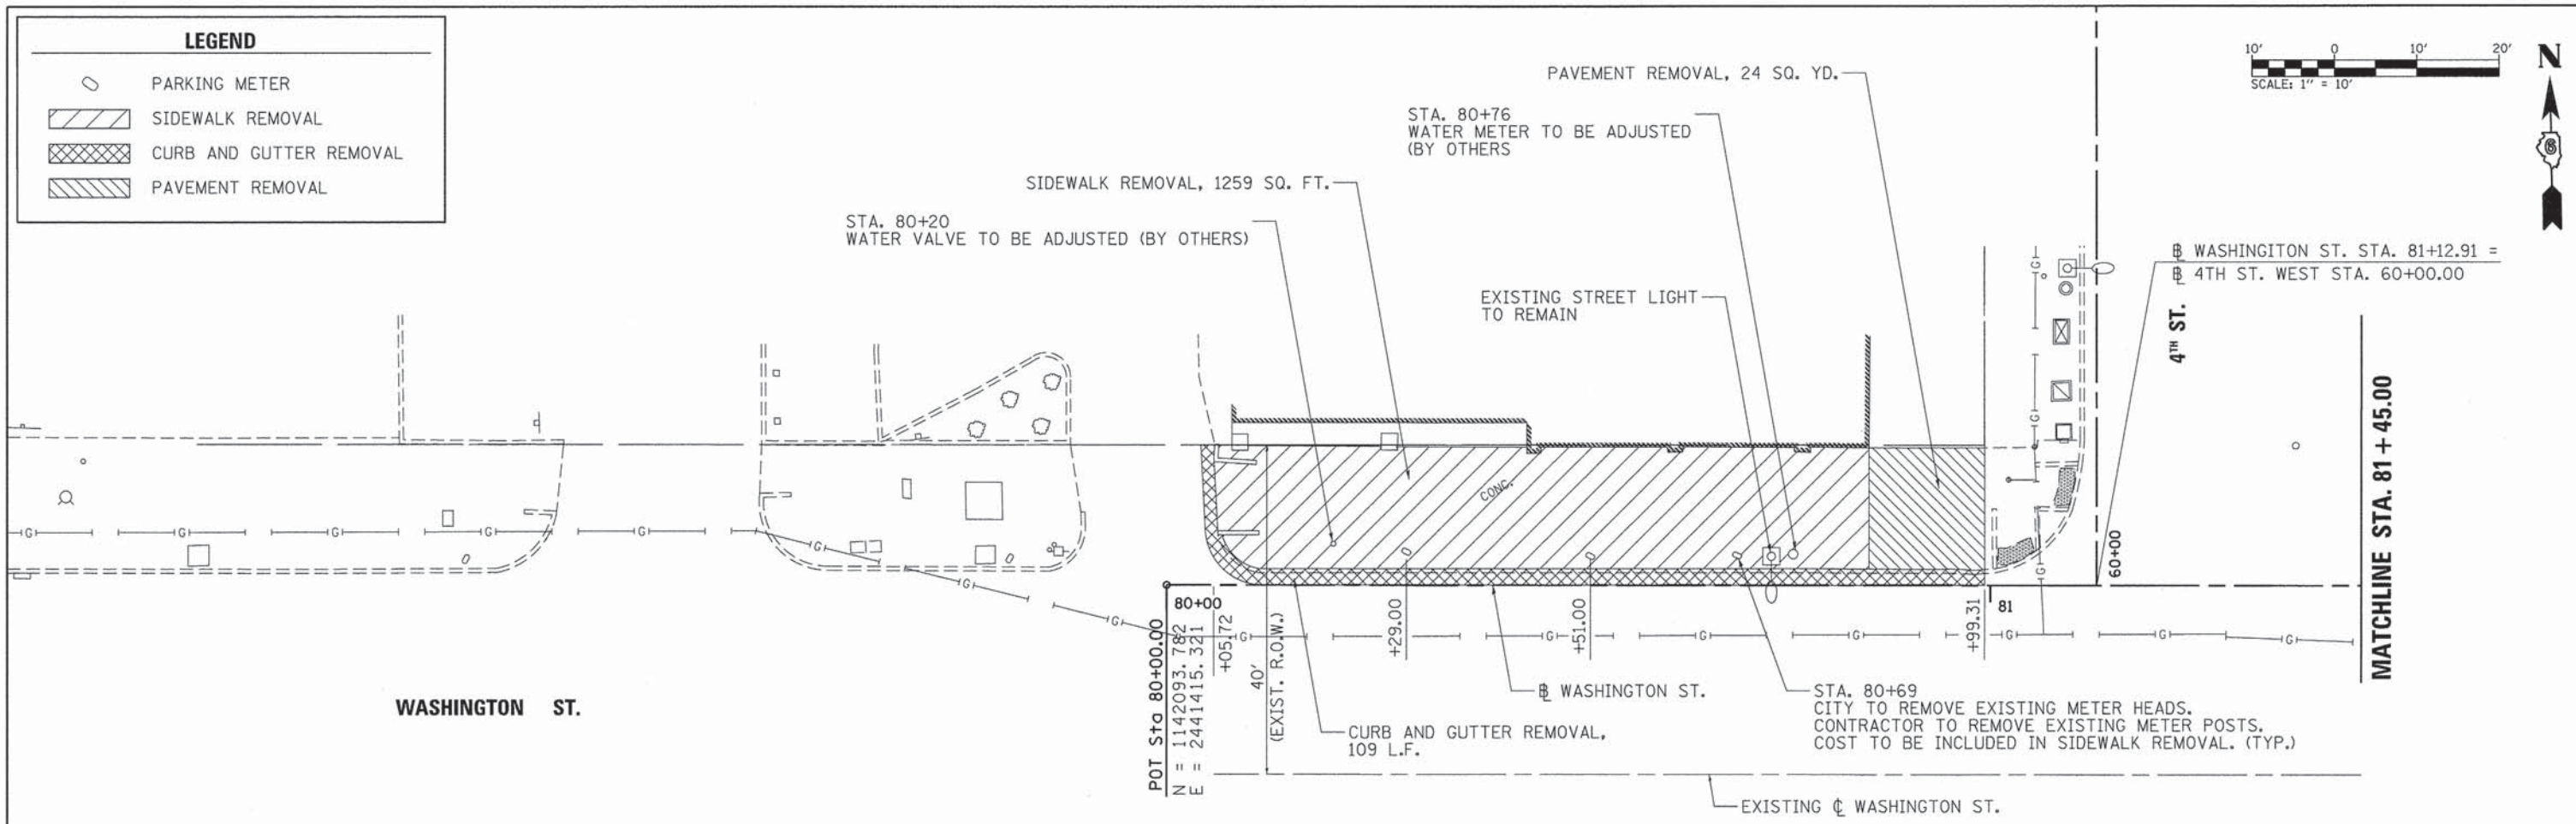 LEGEND
PARKING METER
SIDEWALK REMOVAL
CURB AND GUTTER REMOVAL
PAVEMENT REMOVAL
10' 0 10' 20'
SCALE: 1" = 10'
N
6
PAVEMENT REMOVAL, 24 SQ. YD.
STA. 80+76
WATER METER TO BE ADJUSTED
(BY OTHERS
SIDEWALK REMOVAL, 1259 SQ. FT.
STA. 80+20
WATER VALVE TO BE ADJUSTED (BY OTHERS)
EXISTING STREET LIGHT
TO REMAIN
℔ WASHINGITON ST. STA. 81+12.91 =
℔ 4TH ST. WEST STA. 60+00.00
4TH ST.
MATCHLINE STA. 81+45.00
CONC.
G G G G G G G G G
G G G G G G G
G G G G
60+00
80+00
81
POT Sta 80+00.00
N = 1142093.782
E = 2441415.321
+05.72
40'
(EXIST. R.O.W.)
+29.00
+51.00
+99.31
℔ WASHINGTON ST.
CURB AND GUTTER REMOVAL,
109 L.F.
STA. 80+69
CITY TO REMOVE EXISTING METER HEADS.
CONTRACTOR TO REMOVE EXISTING METER POSTS.
COST TO BE INCLUDED IN SIDEWALK REMOVAL. (TYP.)
WASHINGTON ST.
EXISTING ℄ WASHINGTON ST.